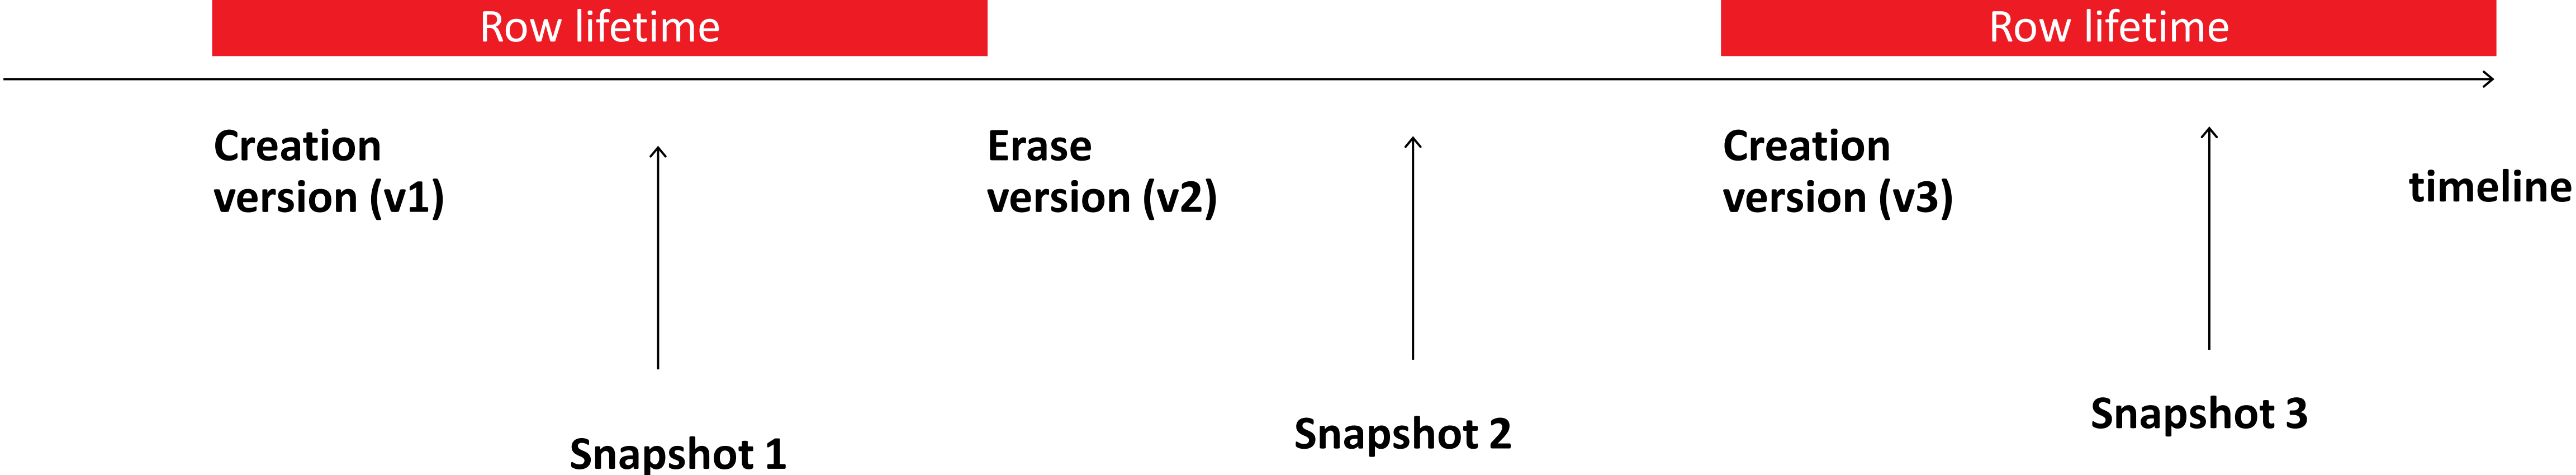 Row lifetime
Row lifetime
Creation
version (v1)
Erase
version (v2)
Creation
version (v3)
timeline
Snapshot 1
Snapshot 2
Snapshot 3